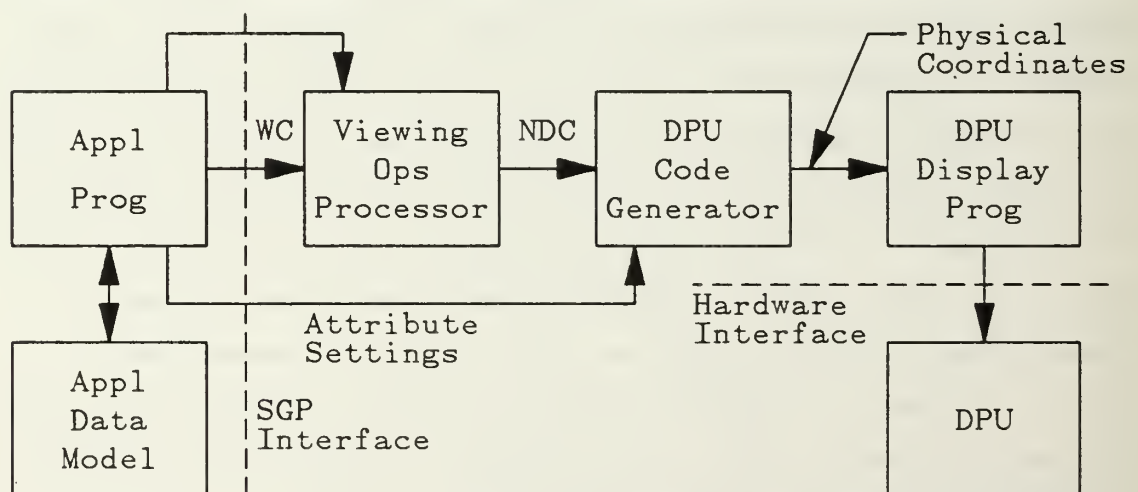 Physical
Coordinates
Appl
Prog
WC
Viewing
Ops
Processor
NDC
DPU
Code
Generator
DPU
Display
Prog
Attribute
Settings
Hardware
Interface
Appl
Data
Model
SGP
Interface
DPU